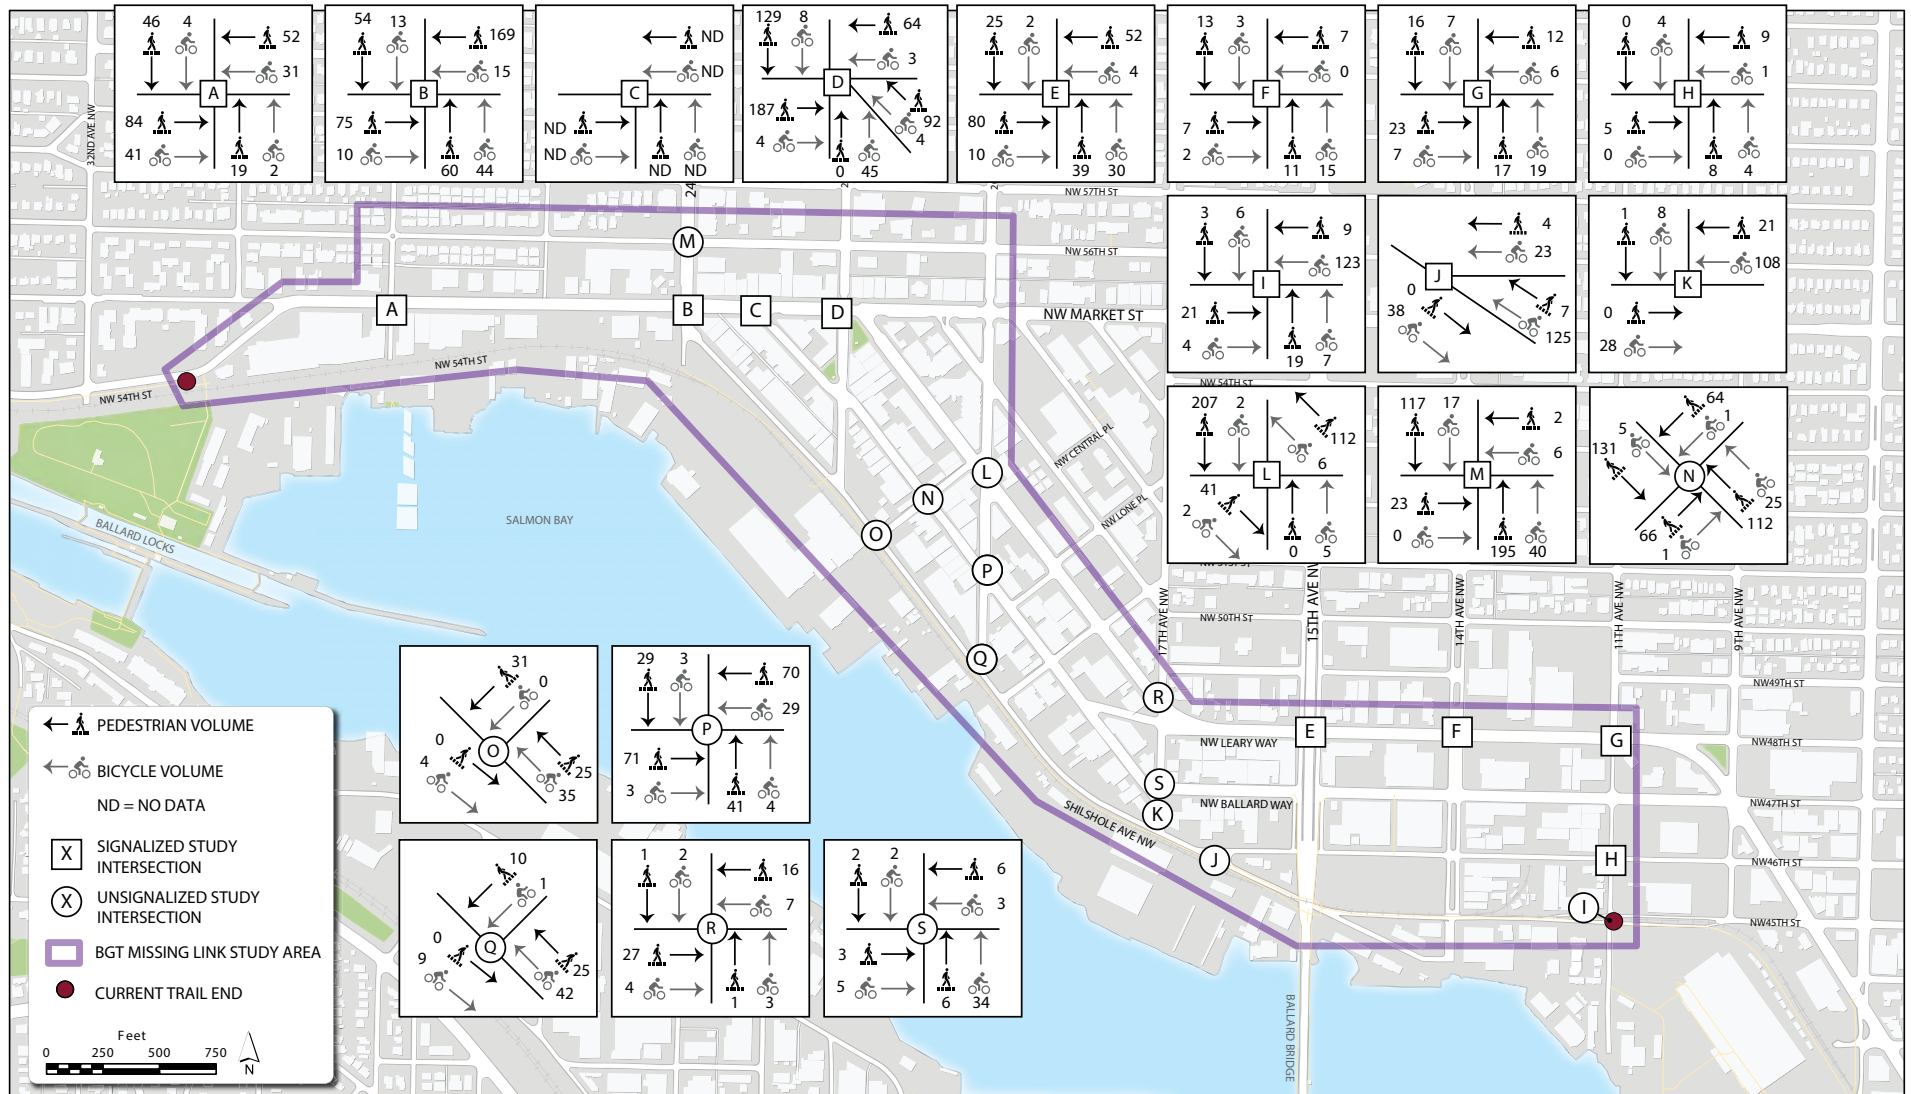 46 4 52
31
A
84
41
19 2
54 13 169
15
B
75
10
60 44
ND
ND
C
ND
ND
ND ND
129 8 64
3
D
187
92
4 4
0 45
25 2 52
4
E
80
10
39 30
13 3 7
0
F
7
2
11 15
16 7 12
6
G
23
7
17 19
0 4 9
1
H
5
0
8 4
3 6 9
123
I
21
4
19 7
4
23
J
0
38 7
125
1 8 21
108
K
0
28
207 2
112
L 6
41
2
0 5
117 17 2
6
M
23
0
195 40
64
5 1
131
N
25
66 112
1
32ND AVE NW
24
NW 57TH ST
NW 56TH ST
NW MARKET ST
NW 54TH ST
NW 54TH ST
NW 54TH ST
M
A
B
C
D
L
N
O
P
Q
R
E
F
G
S
K
J
H
I
NW CENTRAL PL
NW LONE PL
SALMON BAY
BALLARD LOCKS
NW 50TH ST
17TH AVE NW
15TH AVE NW
14TH AVE NW
11TH AVE NW
9TH AVE NW
NW49TH ST
NW LEARY WAY
NW48TH ST
NW BALLARD WAY
NW47TH ST
SHILSHOLE AVE NW
NW46TH ST
NW45TH ST
BALLARD BRIDGE
31
0
O
0
4
25
35
29 3 70
29
P
71
3
41 4
10
1
Q
0
9
25
42
1 2 16
7
R
27
4
1 3
2 2 6
3
S
3
5
6 34
PEDESTRIAN VOLUME
BICYCLE VOLUME
ND = NO DATA
X SIGNALIZED STUDY
INTERSECTION
X UNSIGNALIZED STUDY
INTERSECTION
BGT MISSING LINK STUDY AREA
CURRENT TRAIL END
Feet
0 250 500 750
N